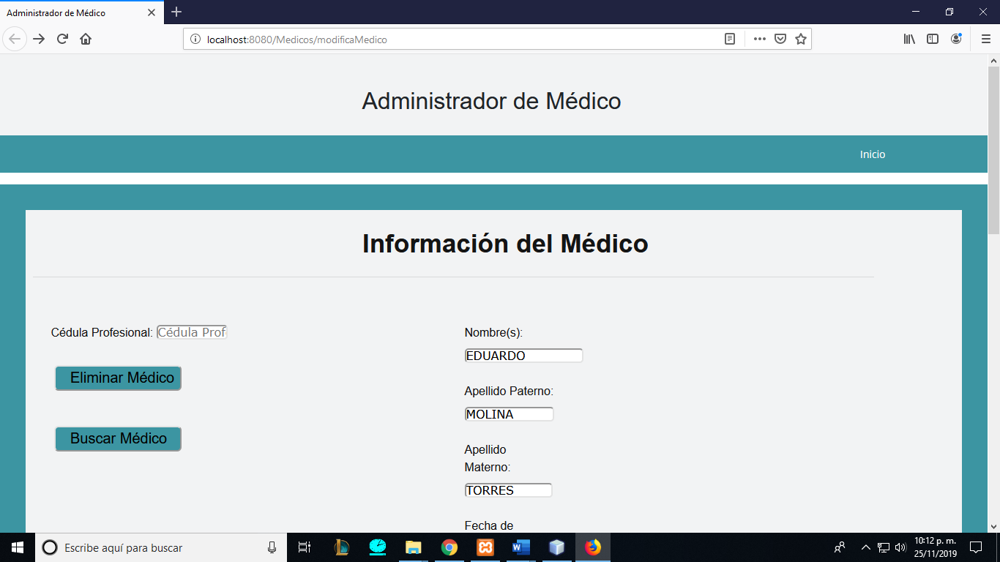 Administrador de Médico
localhost:8080/Medicos/modificaMedico
Administrador de Médico
Inicio
Información del Médico
Cédula Profesional: Cédula Prof
Eliminar Médico
Buscar Médico
Nombre(s):
EDUARDO
Apellido Paterno:
MOLINA
Apellido
Materno:
TORRES
Fecha de
Escribe aquí para buscar
10:12 p. m.
25/11/2019